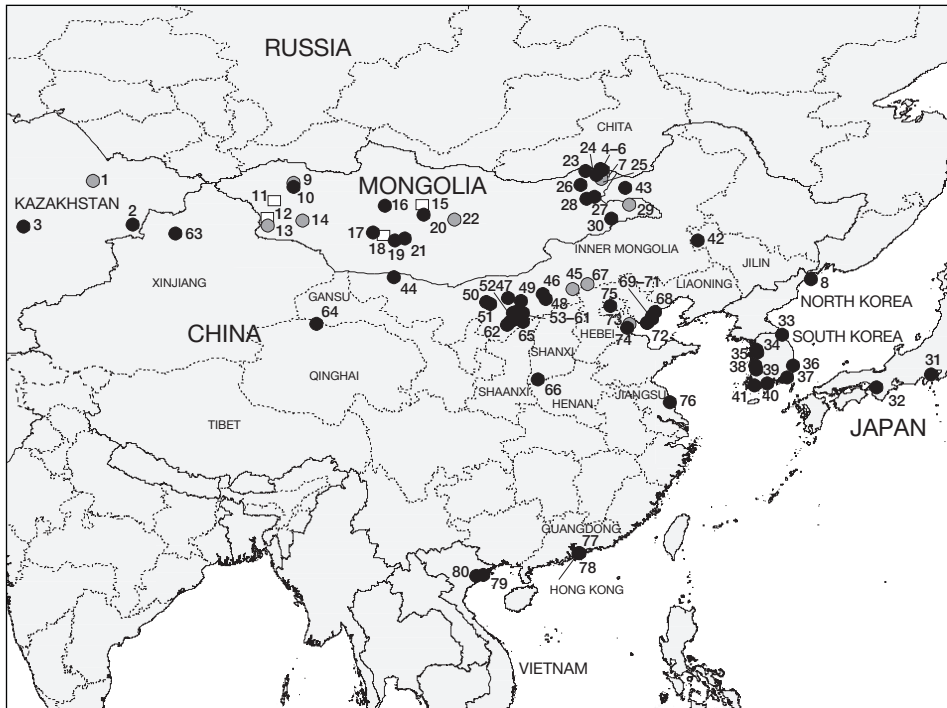 RUSSIA
CHITA
24
4–6
23
7
25
1
9
MONGOLIA
26
43
10
11
KAZAKHSTAN
16
15
28
27
29
12
14
3
2
20
22
30
13
63
17
18
21
19
INNER MONGOLIA
42
XINJIANG
JILIN
44
45
67
69–71
LIAONING
8
GANSU
50
52
47
49
46
75
68
NORTH KOREA
48
51
64
53–61
73
33
CHINA
62
65
HEBEI
74
72
SOUTH KOREA
SHANXI
34
35
36
QINGHAI
38
39
31
66
37
SHAANXI
JIANGSU
41
40
32
HENAN
76
TIBET
JAPAN
GUANGDONG
77
80
79
78
HONG KONG
VIETNAM